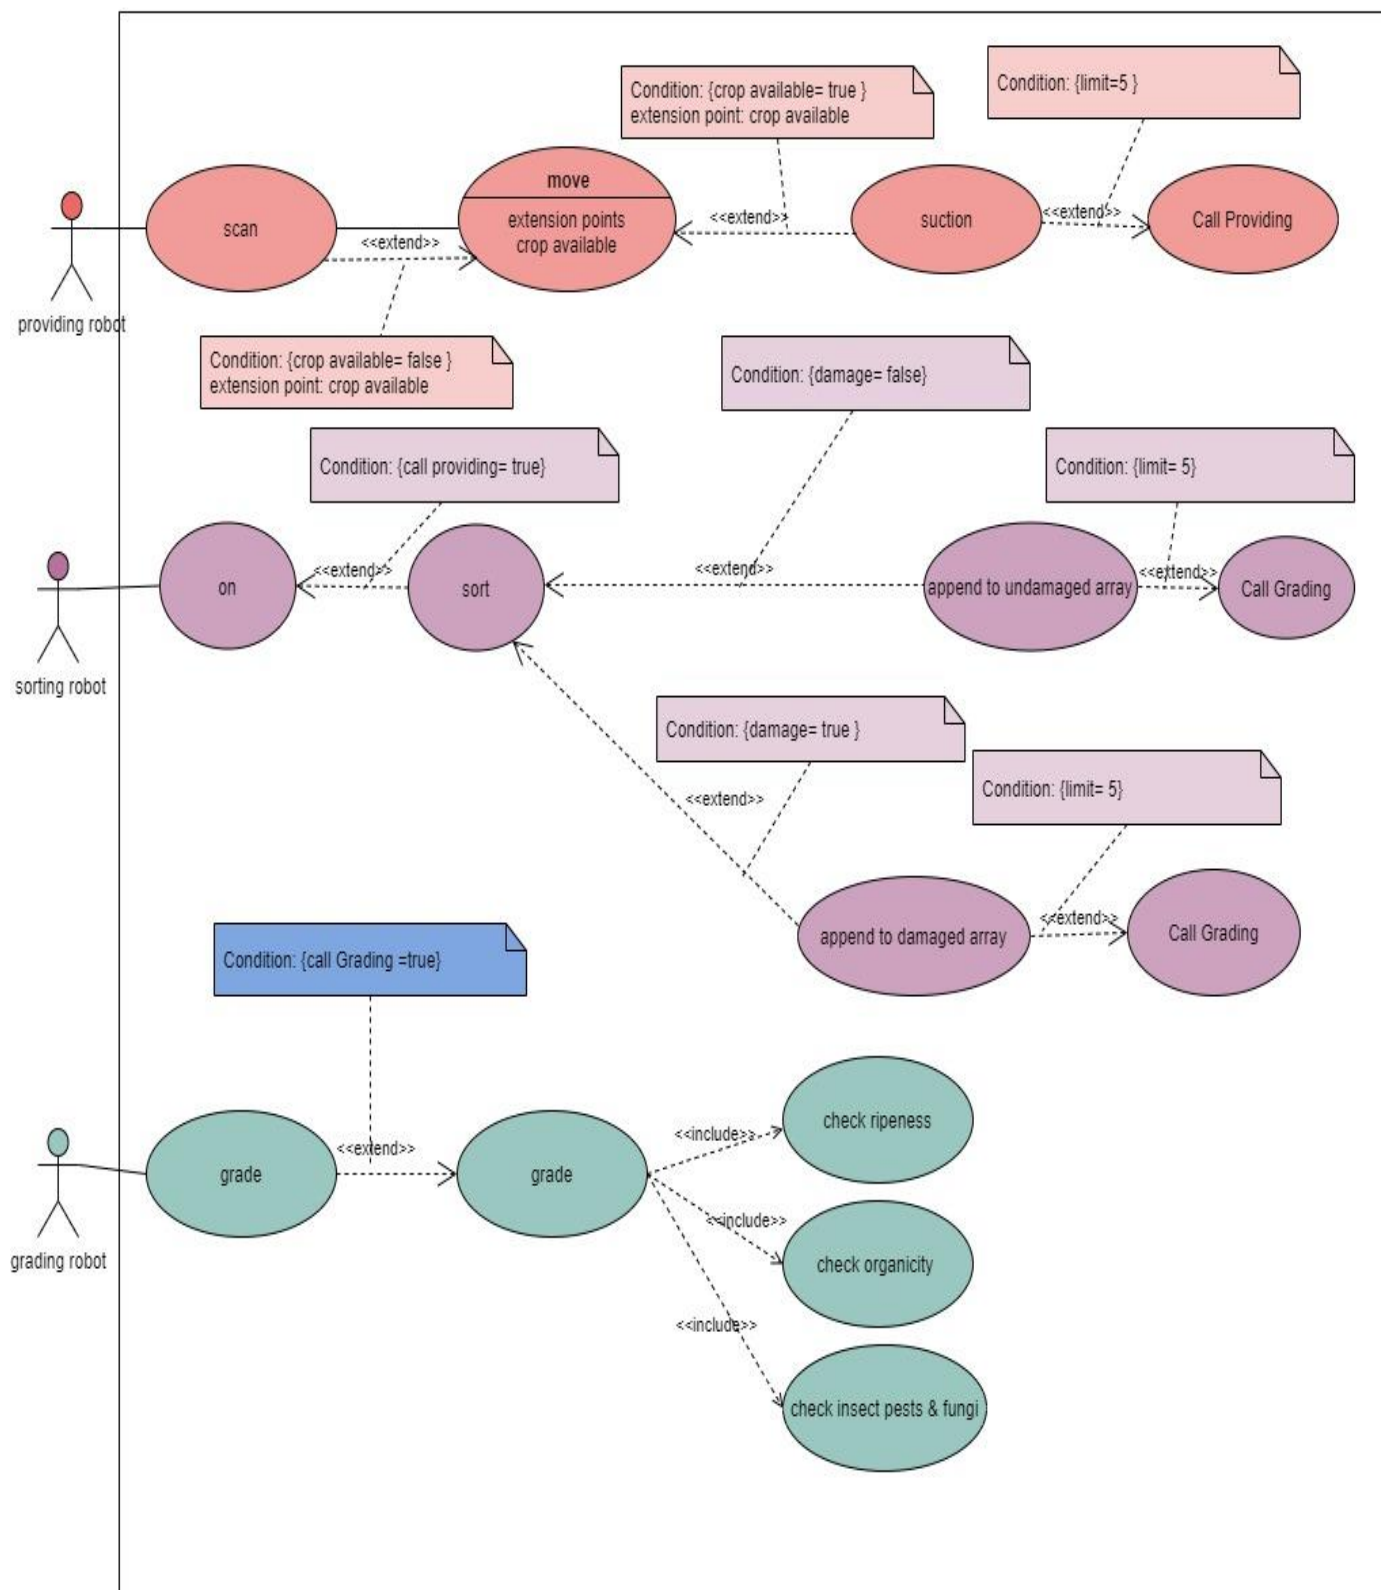 Condition: {limit=5 }
Condition: {crop available= true }
extension point: crop available
move
extension points
crop available
scan
<<extend>>
<<extend>>
suction
<<extend>>
Call Providing
providing robot
Condition: {crop available= false }
extension point: crop available
Condition: {damage= false}
Condition: {call providing= true}
Condition: {limit= 5}
on
<<extend>>
sort
<<extend>>
append to undamaged array
<<extend>>
Call Grading
sorting robot
Condition: {damage= true }
Condition: {limit= 5}
<<extend>>
append to damaged array
<<extend>>
Call Grading
Condition: {call Grading =true}
check ripeness
<<include>>
grade
<<extend>>
grade
<<include>>
check organicity
grading robot
<<include>>
check insect pests & fungi